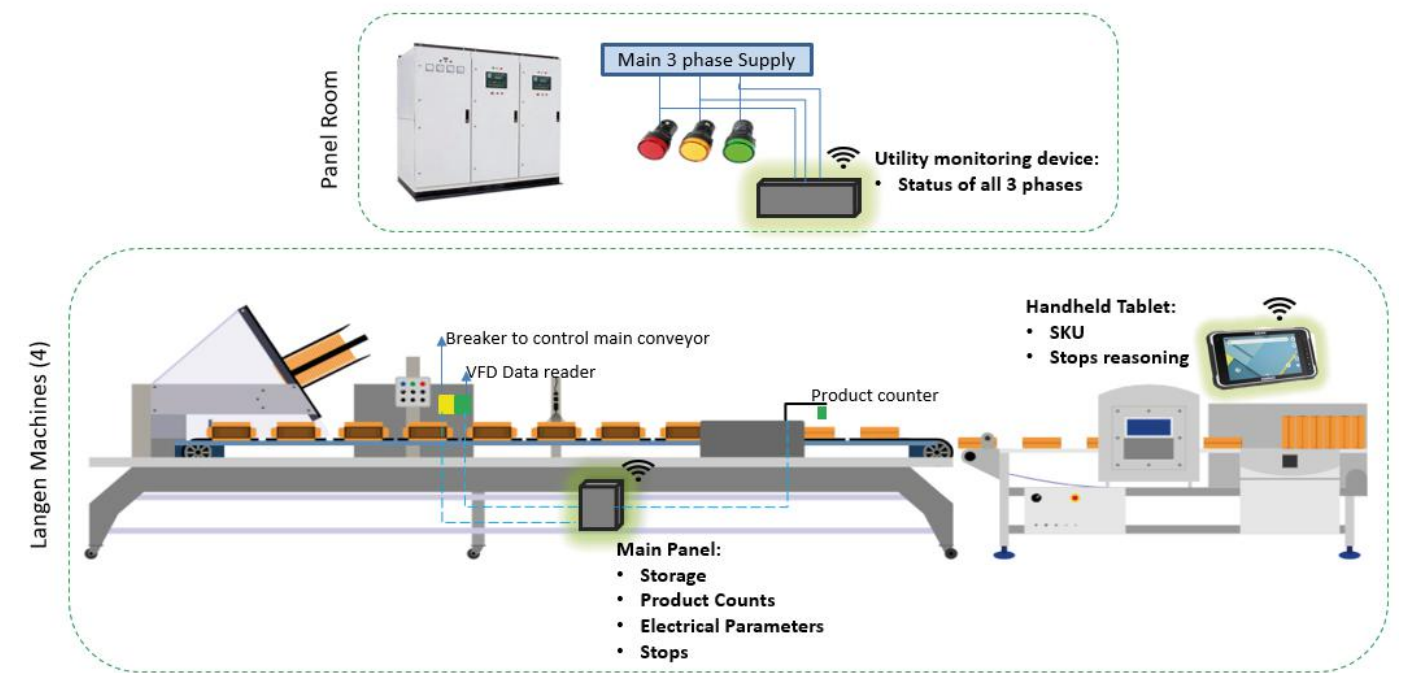 Panel Room
Main 3 phase Supply
Utility monitoring device:
• Status of all 3 phases
Langen Machines (4)
Breaker to control main conveyor
VFD Data reader
Product counter
Handheld Tablet:
• SKU
• Stops reasoning
Main Panel:
• Storage
• Product Counts
• Electrical Parameters
• Stops